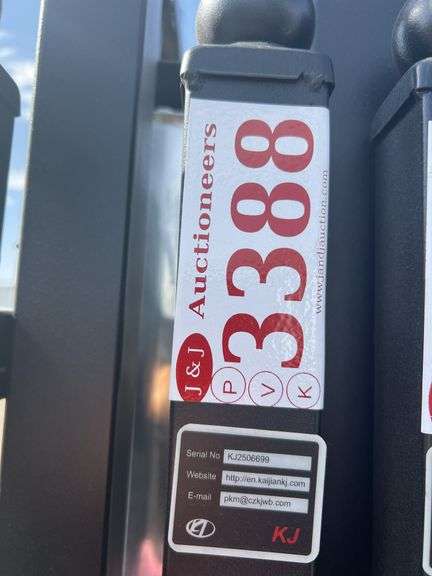 J & J Auctioneers
3388
www.jandjauction.com
P V K
Serial No KJ2506699
Website http://en.kaijiankj.com
E-mail pkm@czkjwb.com
KJ